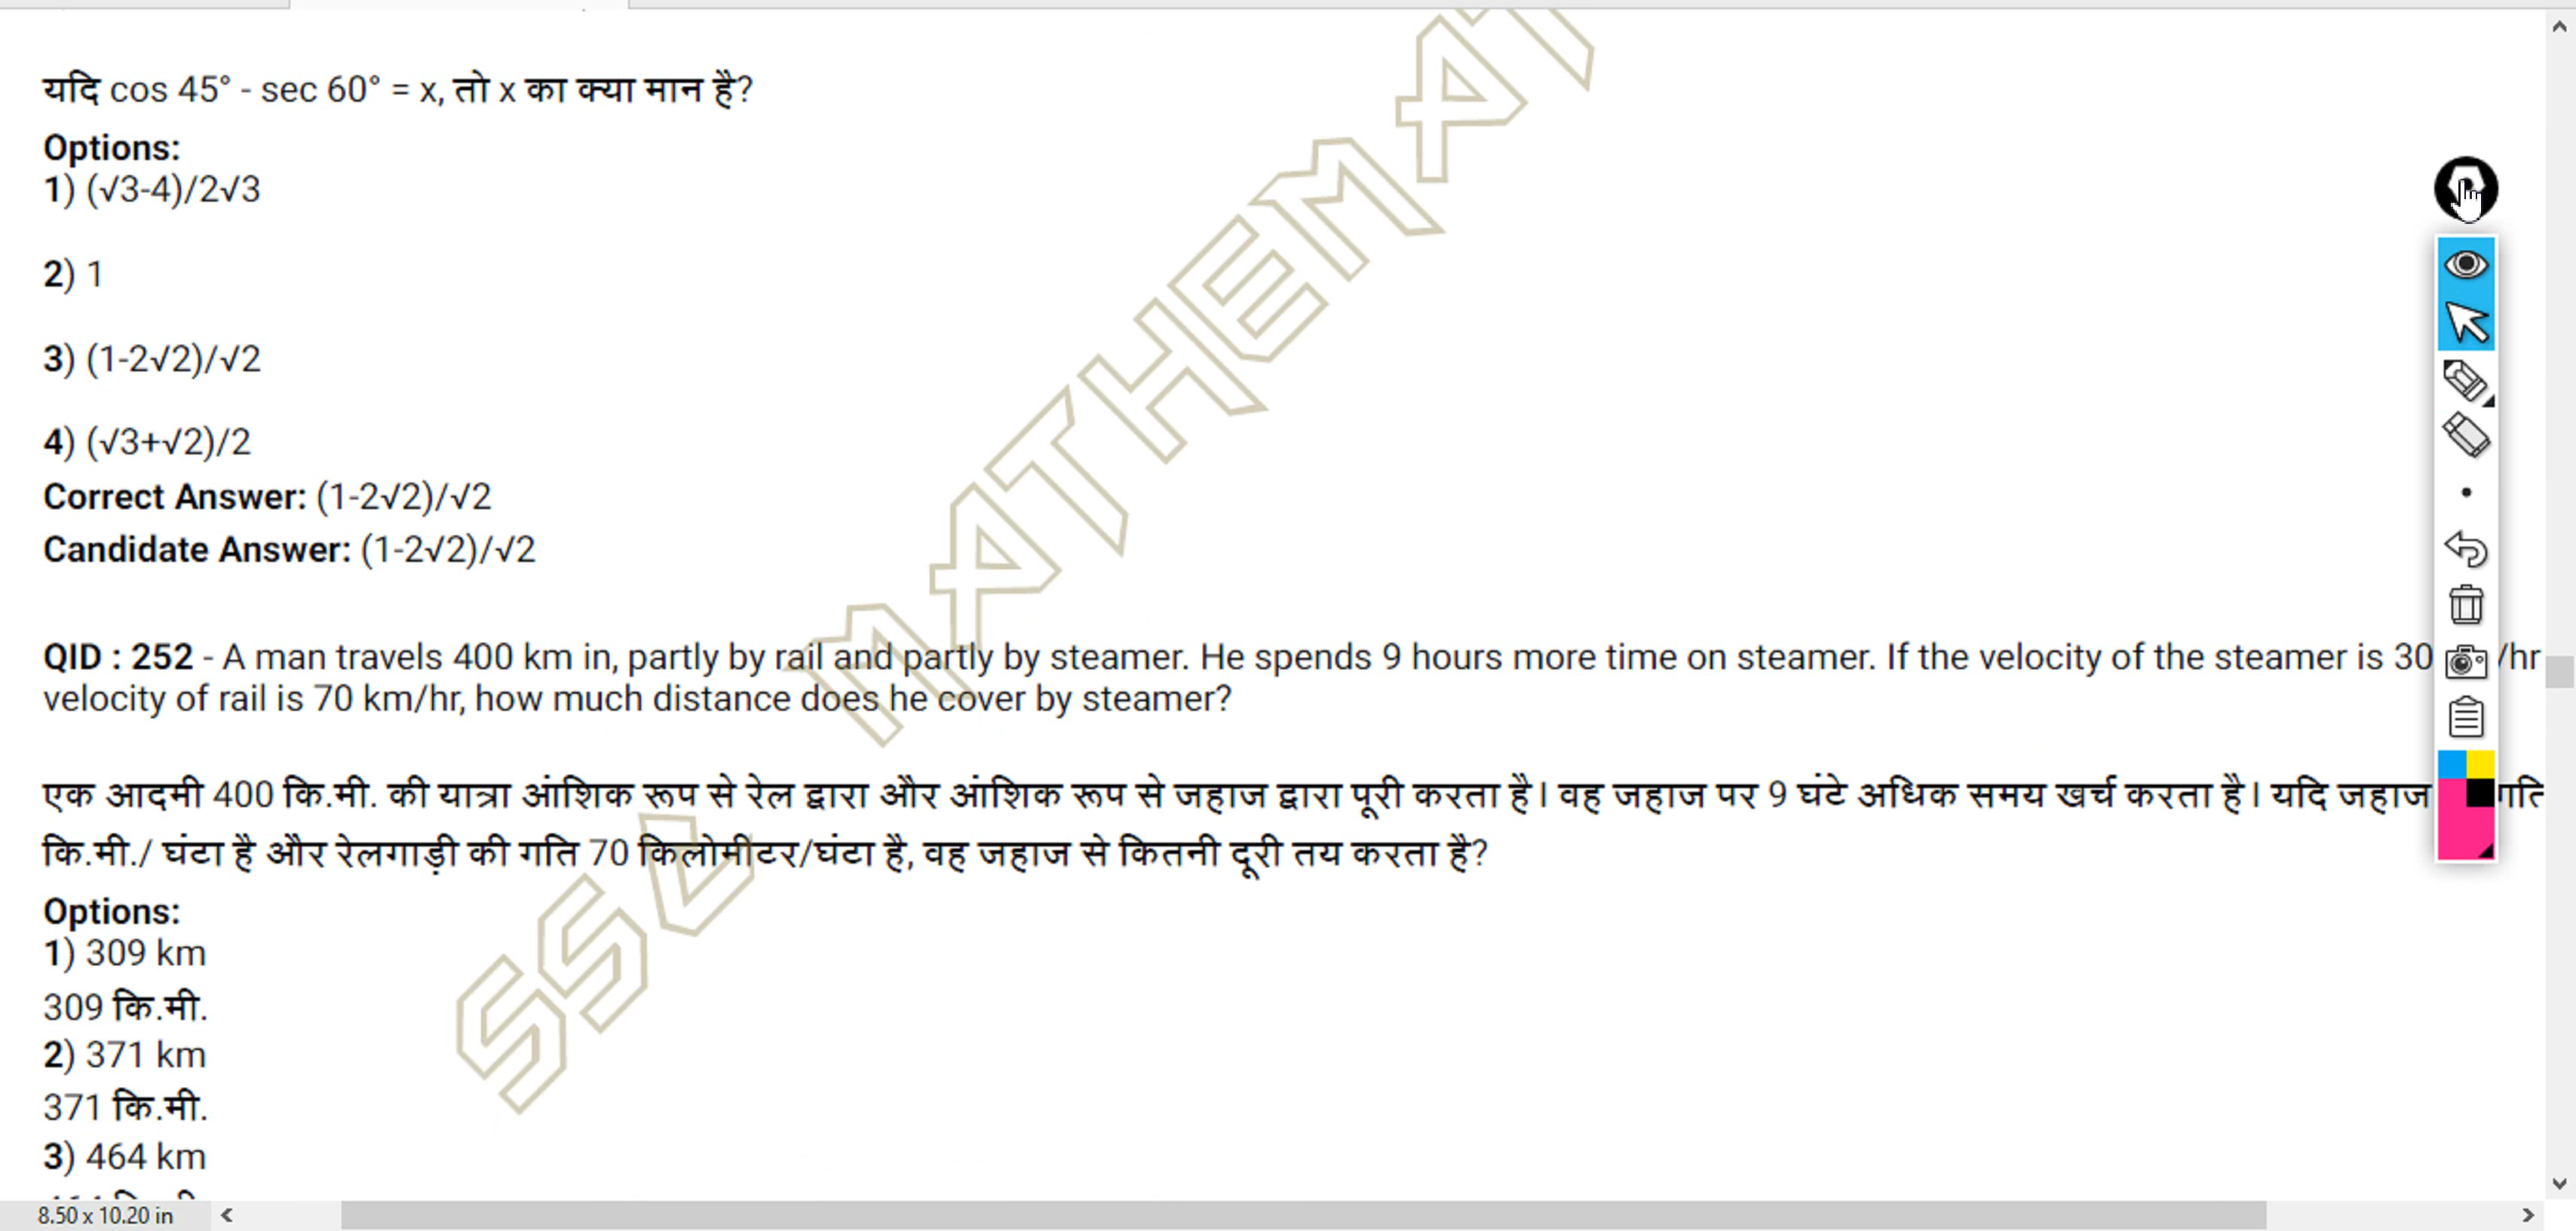 यदि cos 45° - sec 60° = x, तो x का क्या मान है?
Options:
1) (√3-4)/2√3
2) 1
3) (1-2√2)/√2
4) (√3+√2)/2
Correct Answer: (1-2√2)/√2
Candidate Answer: (1-2√2)/√2
QID : 252 - A man travels 400 km in, partly by rail and partly by steamer. He spends 9 hours more time on steamer. If the velocity of the steamer is 30 /hr
velocity of rail is 70 km/hr, how much distance does he cover by steamer?
एक आदमी 400 कि.मी. की यात्रा आंशिक रूप से रेल द्वारा और आंशिक रूप से जहाज द्वारा पूरी करता है। वह जहाज पर 9 घंटे अधिक समय खर्च करता है। यदि जहाज गति
कि.मी./ घंटा है और रेलगाड़ी की गति 70 किलोमीटर/घंटा है, वह जहाज से कितनी दूरी तय करता है?
Options:
1) 309 km
309 कि.मी.
2) 371 km
371 कि.मी.
3) 464 km
SSC MATHEMAT
8.50 x 10.20 in